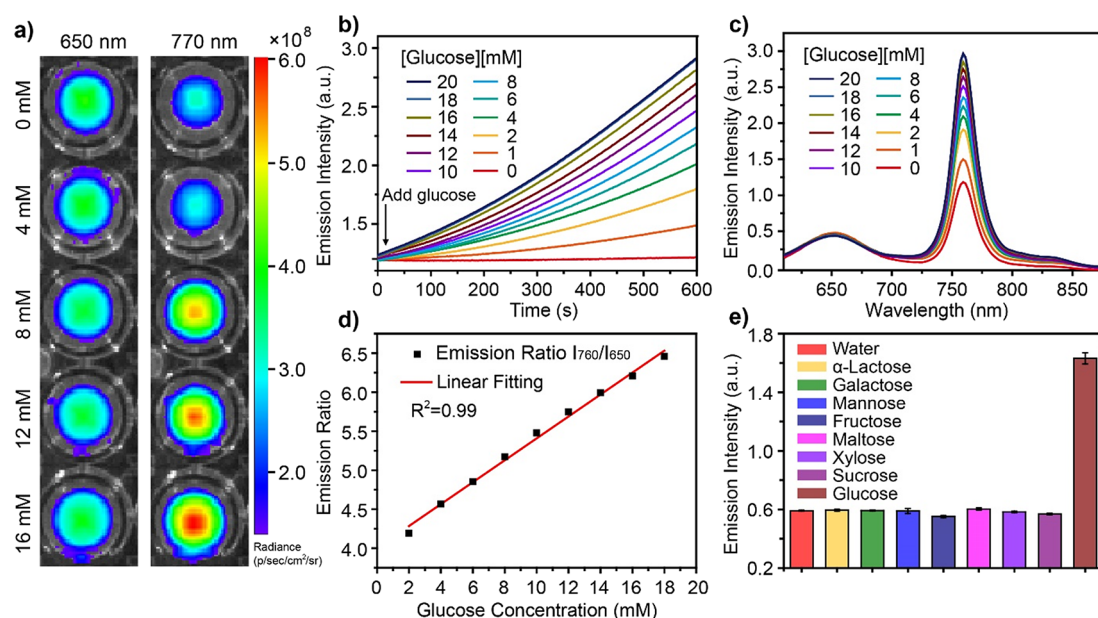 a)
650 nm
770 nm
×10⁸
6.0
5.0
4.0
3.0
2.0
Radiance
(p/sec/cm²/sr)
0 mM
4 mM
8 mM
12 mM
16 mM
b)
[Glucose][mM]
20 8
18 6
16 4
14 2
12 1
10 0
Add glucose
3.0
2.5
2.0
1.5
0 100 200 300 400 500 600
Time (s)
Emission Intensity (a.u.)
c)
[Glucose][mM]
20 8
18 6
16 4
14 2
12 1
10 0
3.0
2.5
2.0
1.5
1.0
0.5
0.0
650 700 750 800 850
Wavelength (nm)
Emission Intensity (a.u.)
d)
Emission Ratio I₇₆₀/I₆₅₀
Linear Fitting
R²=0.99
6.5
6.0
5.5
5.0
4.5
4.0
0 2 4 6 8 10 12 14 16 18 20
Glucose Concentration (mM)
Emission Ratio
e)
Water
α-Lactose
Galactose
Mannose
Fructose
Maltose
Xylose
Sucrose
Glucose
1.8
1.4
1.0
0.6
0.2
Emission Intensity (a.u.)